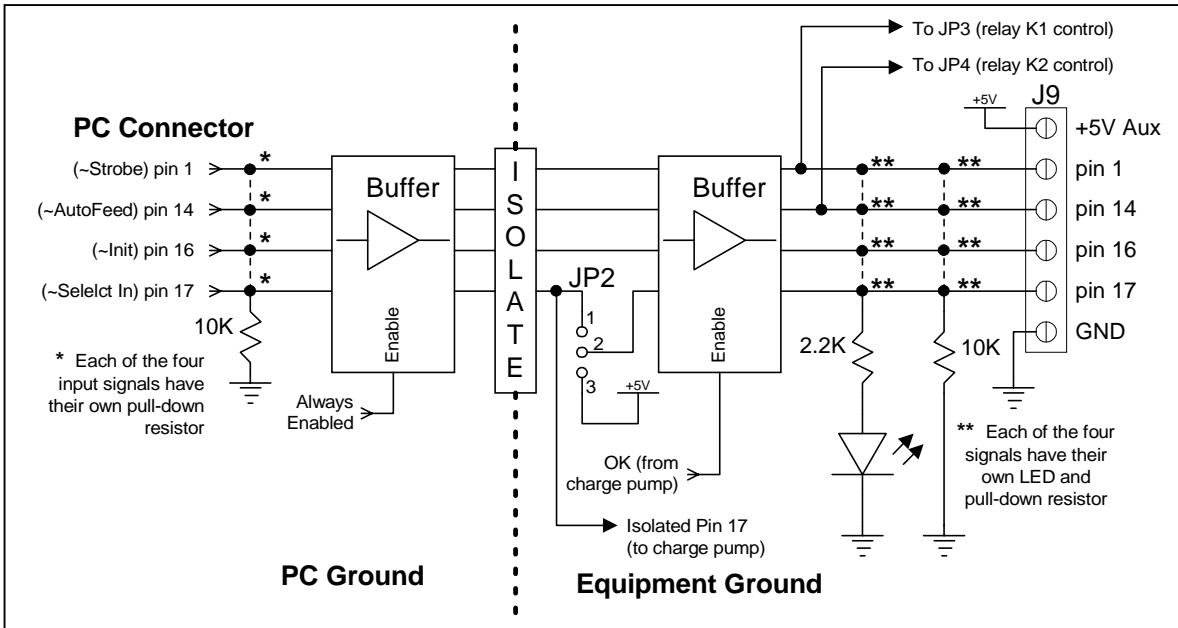 To JP3 (relay K1 control)
To JP4 (relay K2 control)
+5V
J9
PC Connector
+5V Aux
(~Strobe) pin 1
*
Buffer
Buffer
**
**
pin 1
(~AutoFeed) pin 14
*
**
**
pin 14
(~Init) pin 16
*
**
**
pin 16
(~Selelct In) pin 17
*
JP2
**
**
pin 17
ISOLATE
10K
1
2
3
+5V
Enable
Enable
2.2K
10K
GND
* Each of the four
input signals have
their own pull-down
resistor
Always
Enabled
OK (from
charge pump)
** Each of the four
signals have their
own LED and
pull-down resistor
Isolated Pin 17
(to charge pump)
PC Ground
Equipment Ground